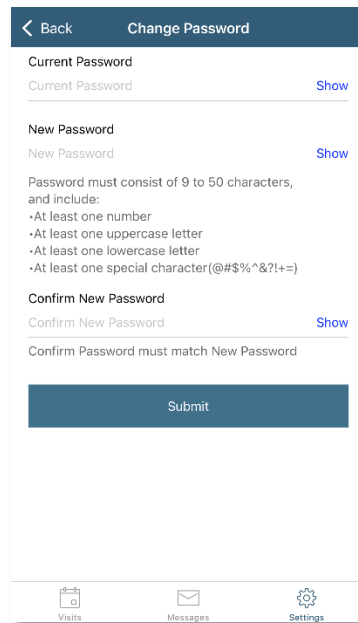 Back Change Password
Current Password
Current Password Show
New Password
New Password Show
Password must consist of 9 to 50 characters,
and include:
•At least one number
•At least one uppercase letter
•At least one lowercase letter
•At least one special character(@#$%^&?!+=)
Confirm New Password
Confirm New Password Show
Confirm Password must match New Password
Submit
Visits Messages Settings